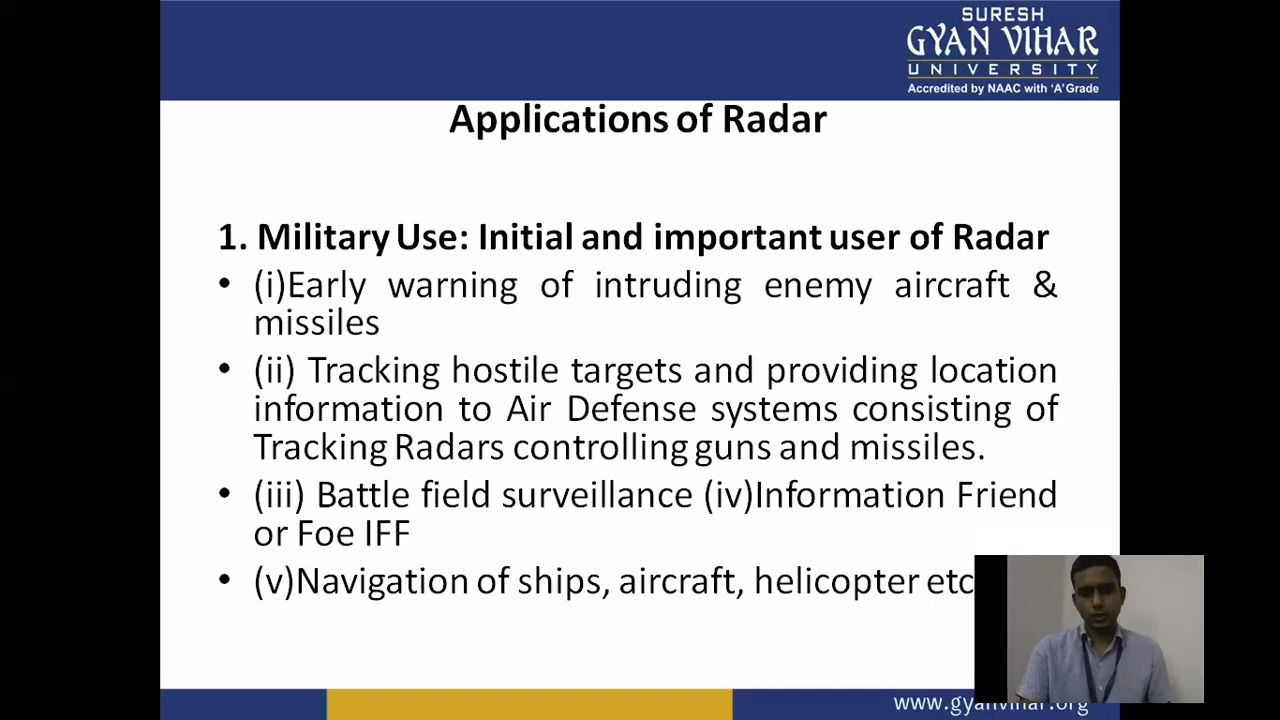 SURESH
GYAN VIHAR
UNIVERSITY
Accredited by NAAC with 'A' Grade
Applications of Radar
1. Military Use: Initial and important user of Radar
• (i)Early warning of intruding enemy aircraft &
missiles
• (ii) Tracking hostile targets and providing location
information to Air Defense systems consisting of
Tracking Radars controlling guns and missiles.
• (iii) Battle field surveillance (iv)Information Friend
or Foe IFF
• (v)Navigation of ships, aircraft, helicopter etc
www.gyanvihar.org